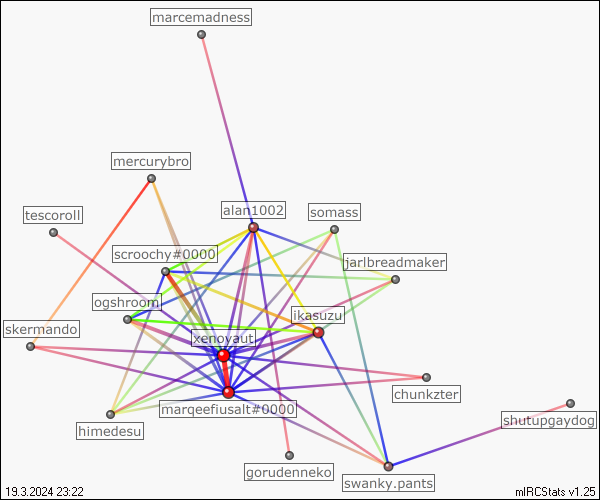 marcemadness
mercurybro
tescoroll
alan1002
somass
scroochy#0000
jarlbreadmaker
ogshroom
ikasuzu
skermando
xenoyaut
chunkzter
marqeefiusalt#0000
shutupgaydog
himedesu
gorudenneko
swanky.pants
19.3.2024 23:22
mIRCStats v1.25